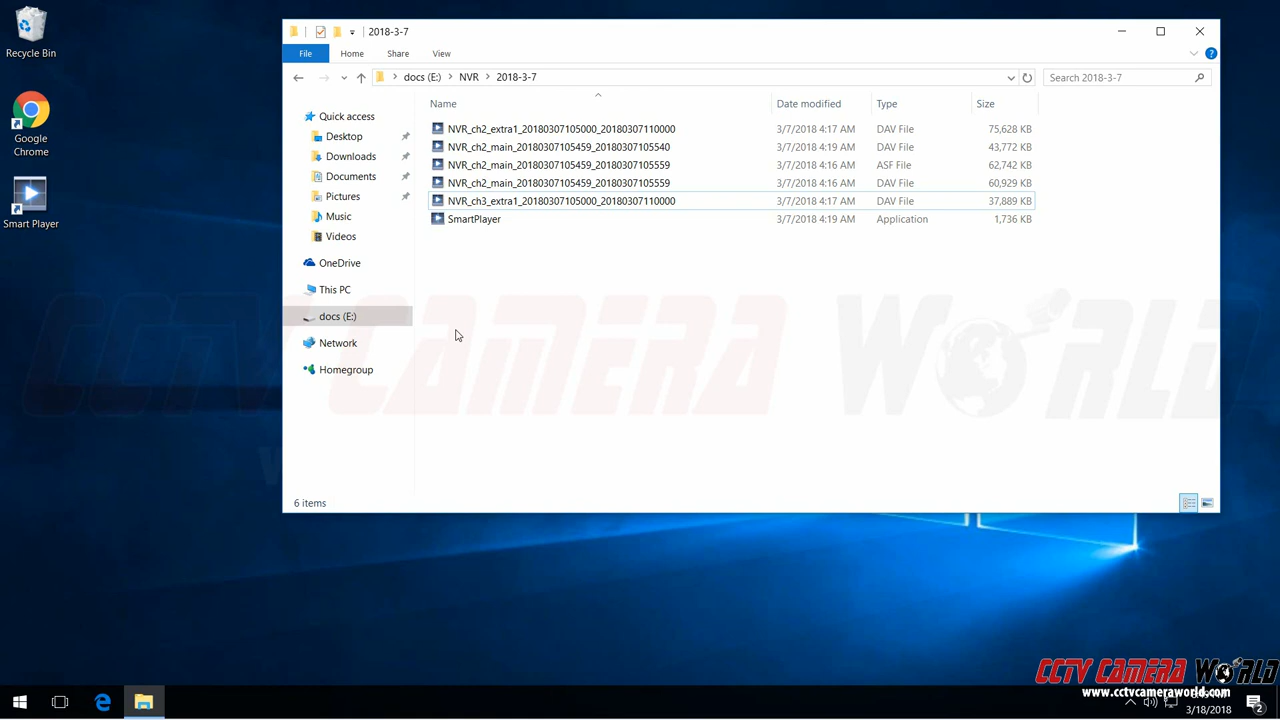 Recycle Bin
Google
Chrome
Smart Player
2018-3-7
File Home Share View
docs (E:) NVR 2018-3-7
Search 2018-3-7
Quick access
Desktop
Downloads
Documents
Pictures
Music
Videos
OneDrive
This PC
docs (E:)
Network
Homegroup
Name Date modified Type Size
NVR_ch2_extra1_20180307105000_20180307110000 3/7/2018 4:17 AM DAV File 75,628 KB
NVR_ch2_main_20180307105459_20180307105540 3/7/2018 4:19 AM DAV File 43,772 KB
NVR_ch2_main_20180307105459_20180307105559 3/7/2018 4:16 AM ASF File 62,742 KB
NVR_ch2_main_20180307105459_20180307105559 3/7/2018 4:16 AM DAV File 60,929 KB
NVR_ch3_extra1_20180307105000_20180307110000 3/7/2018 4:17 AM DAV File 37,889 KB
SmartPlayer 3/7/2018 4:19 AM Application 1,736 KB
CCTV CAMERA WORLD
6 items
CCTV CAMERA WORLD
www.cctvcameraworld.com
3/18/2018
2